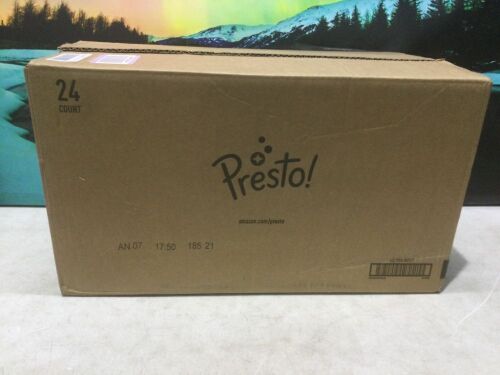 24
COUNT
Presto!
amazon.com/presto
AN 07 17:50 185 21